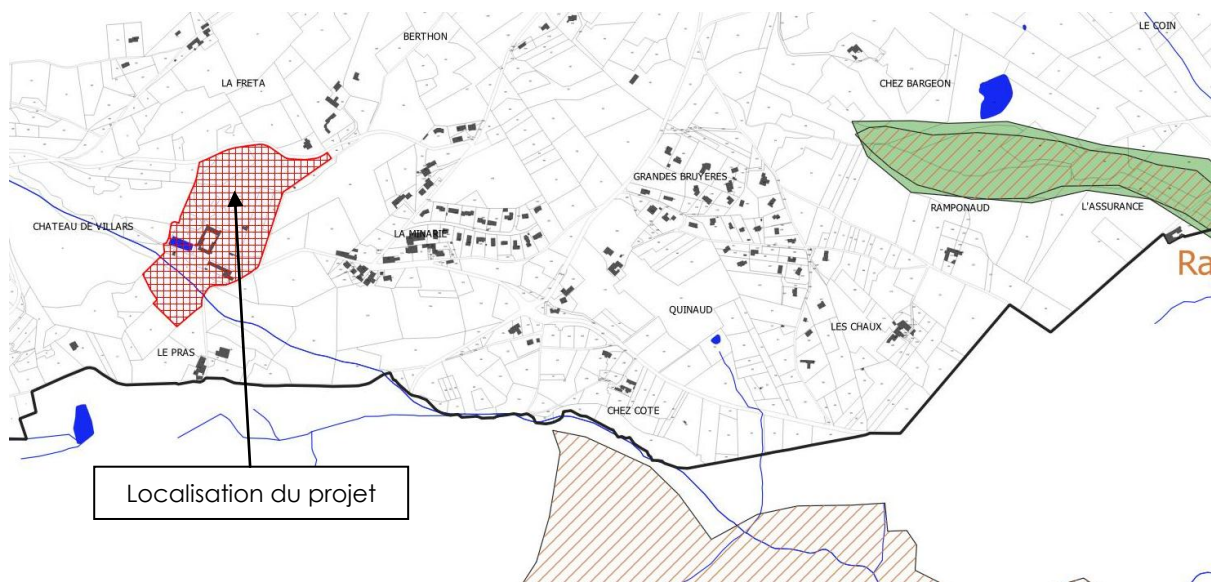 LE COIN
BERTHON
LA FRETA
CHEZ BARGEON
GRANDES BRUYERES
CHATEAU DE VILLARS
LA MINARIE
RAMPONAUD
L'ASSURANCE
Ra
QUINAUD
LES CHAUX
LE PRAS
CHEZ COTE
Localisation du projet